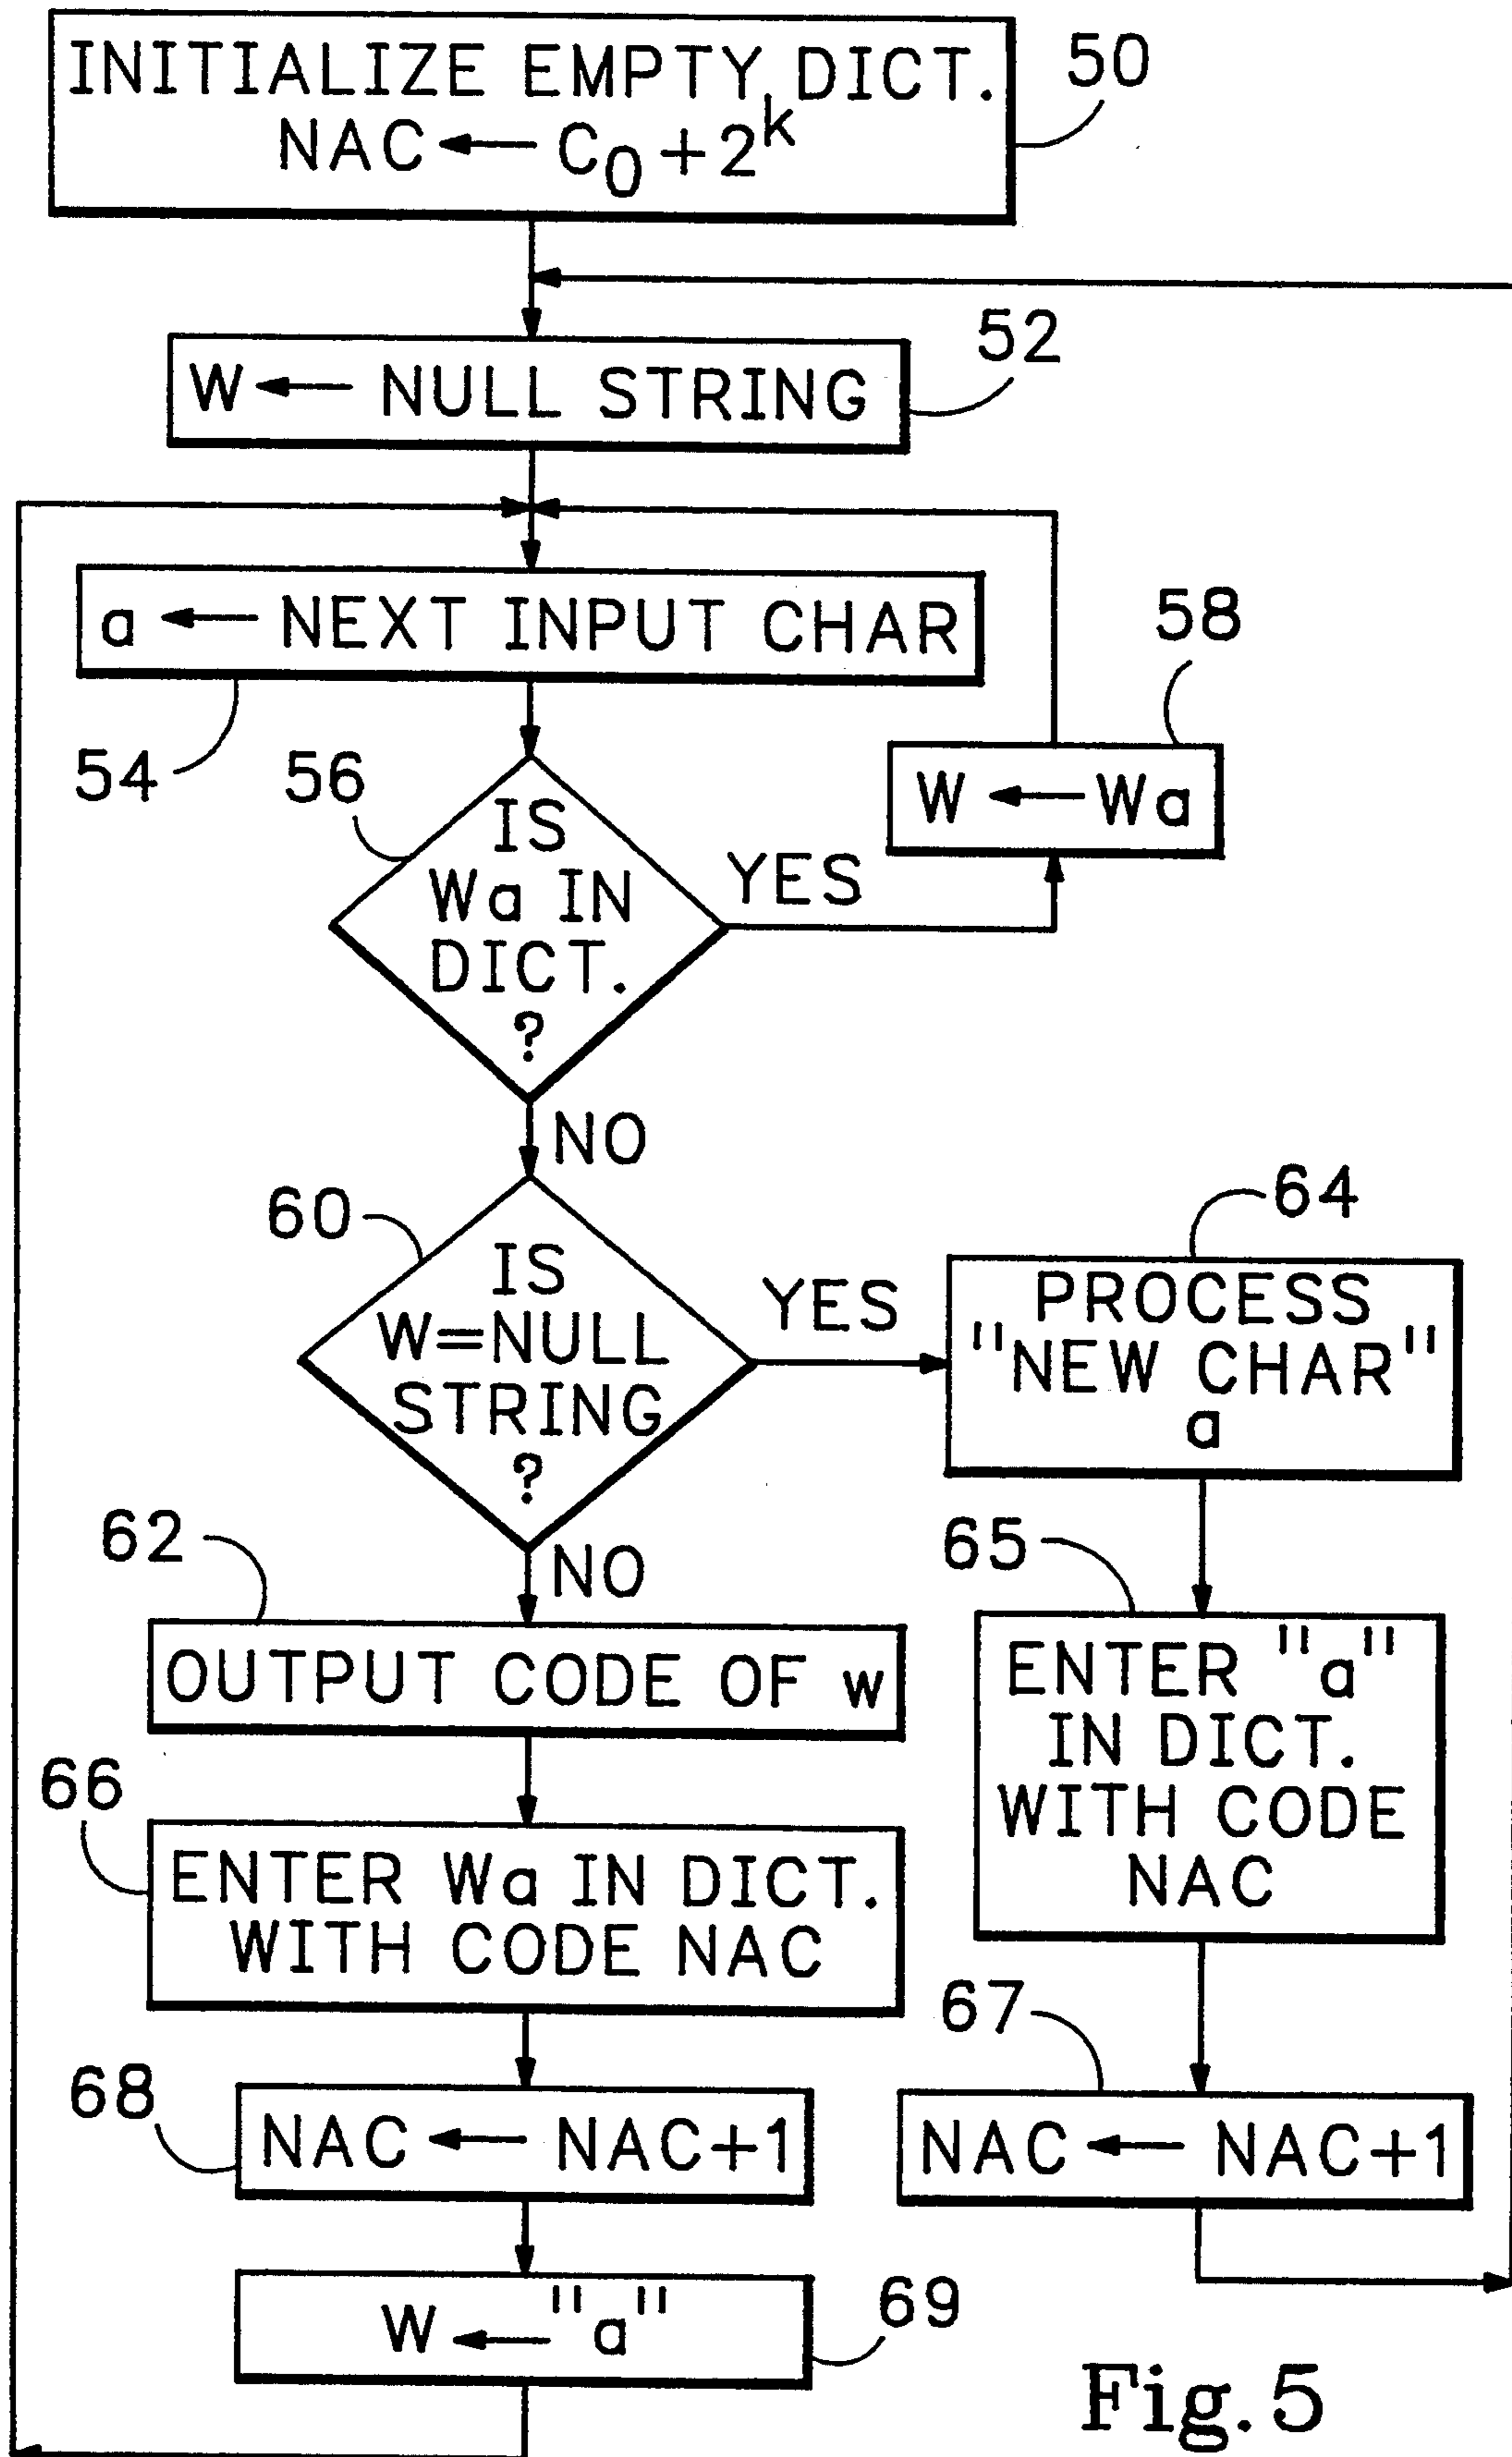 INITIALIZE EMPTY DICT.
NAC ← C₀ + 2ᵏ
50
W ← NULL STRING
52
a ← NEXT INPUT CHAR
54
58
W ← Wa
56
IS
Wa IN
DICT.
?
YES
NO
60
IS
W=NULL
STRING
?
YES
NO
64
PROCESS
"NEW CHAR"
a
62
OUTPUT CODE OF w
65
ENTER "a"
IN DICT.
WITH CODE
NAC
66
ENTER Wa IN DICT.
WITH CODE NAC
67
NAC ← NAC+1
68
NAC ← NAC+1
W ← "a"
69
Fig. 5